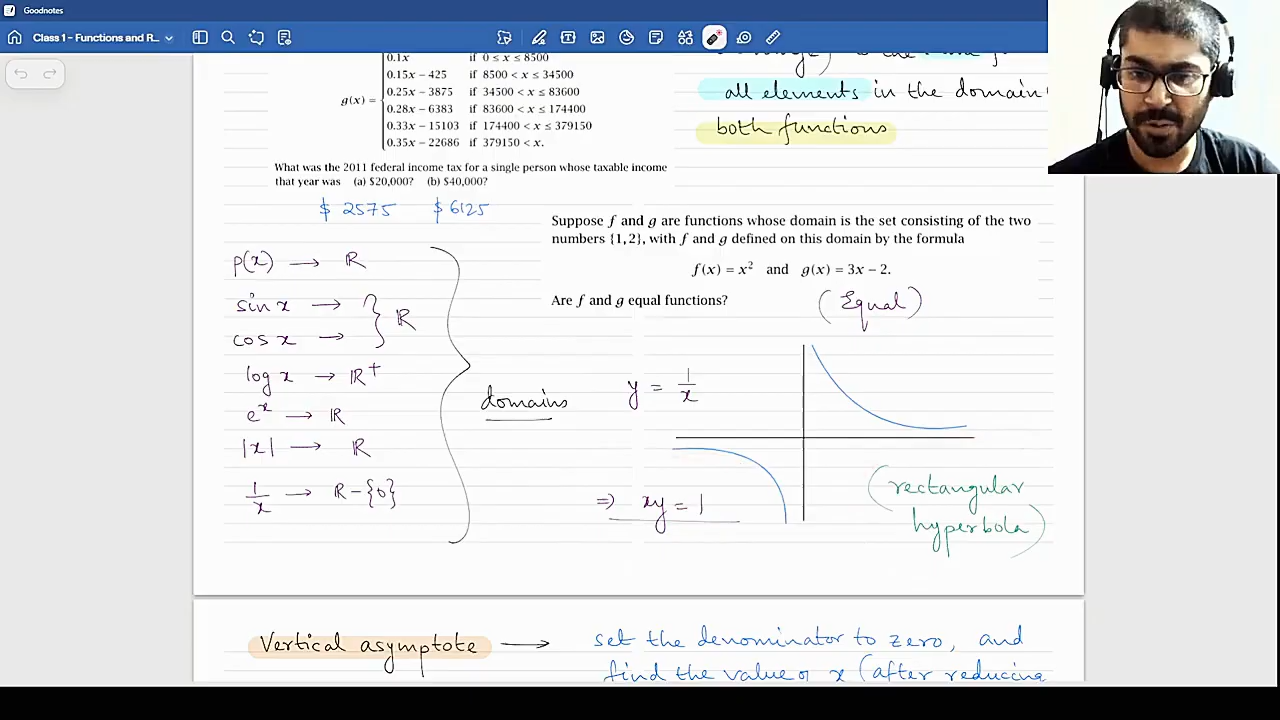 Goodnotes
Class 1 - Functions and R...
0.1x if 0 ≤ x ≤ 8500
0.15x − 425 if 8500 < x ≤ 34500
0.25x − 3875 if 34500 < x ≤ 83600
g(x) =
0.28x − 6383 if 83600 < x ≤ 174400
0.33x − 15103 if 174400 < x ≤ 379150
0.35x − 22686 if 379150 < x.
all elements in the domain
both functions
What was the 2011 federal income tax for a single person whose taxable income
that year was (a) $20,000? (b) $40,000?
$ 2575 $ 6125
Suppose f and g are functions whose domain is the set consisting of the two
numbers {1, 2}, with f and g defined on this domain by the formula
f(x) = x² and g(x) = 3x − 2.
Are f and g equal functions?
(Equal)
p(x) → ℝ
sin x →
cos x → } ℝ
log x → ℝ+
e^x → ℝ
|x| → ℝ
1/x → ℝ - {0}
domains
y = 1/x
⇒ xy = 1
(rectangular
hyperbola)
Vertical asymptote → set the denominator to zero, and
find the value of x (after reducing